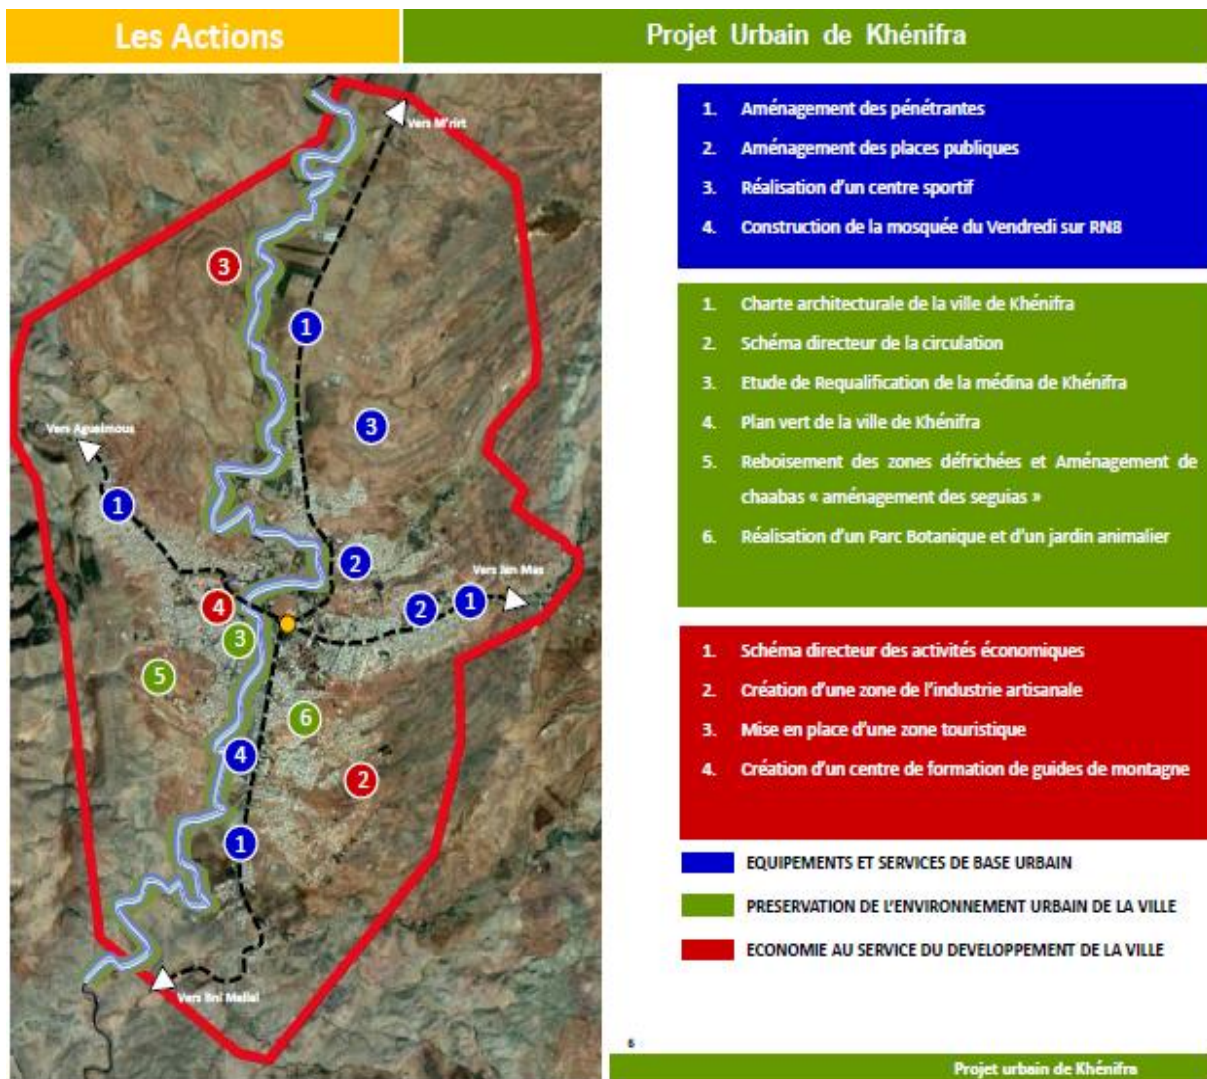 Les Actions
Projet Urbain de Khénifra
Vers M'rirt
3
1
3
Vers Aguelmous
1
2
Vers Jan Mas
4
2
1
3
5
6
4
2
1
Vers Bni Mellal
1. Aménagement des pénétrantes
2. Aménagement des places publiques
3. Réalisation d'un centre sportif
4. Construction de la mosquée du Vendredi sur RN8
1. Charte architecturale de la ville de Khénifra
2. Schéma directeur de la circulation
3. Etude de Requalification de la médina de Khénifra
4. Plan vert de la ville de Khénifra
5. Reboisement des zones défrichées et Aménagement de
chaabas « aménagement des seguias »
6. Réalisation d'un Parc Botanique et d'un jardin animalier
1. Schéma directeur des activités économiques
2. Création d'une zone de l'industrie artisanale
3. Mise en place d'une zone touristique
4. Création d'un centre de formation de guides de montagne
EQUIPEMENTS ET SERVICES DE BASE URBAIN
PRESERVATION DE L'ENVIRONNEMENT URBAIN DE LA VILLE
ECONOMIE AU SERVICE DU DEVELOPPEMENT DE LA VILLE
6
Projet urbain de Khénifra